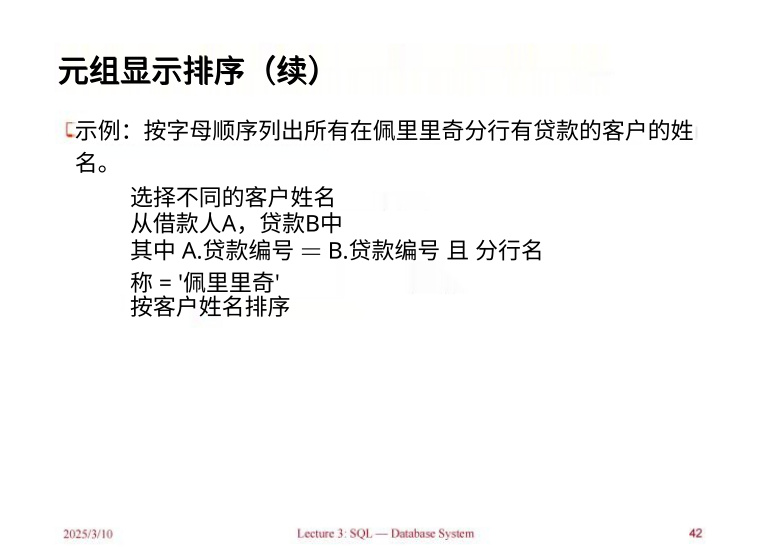 元组显示排序（续）
示例：按字母顺序列出所有在佩里里奇分行有贷款的客户的姓
名。
选择不同的客户姓名
从借款人A，贷款B中
其中 A.贷款编号 = B.贷款编号 且 分行名
称 = '佩里里奇'
按客户姓名排序
2025/3/10 Lecture 3: SQL — Database System 42